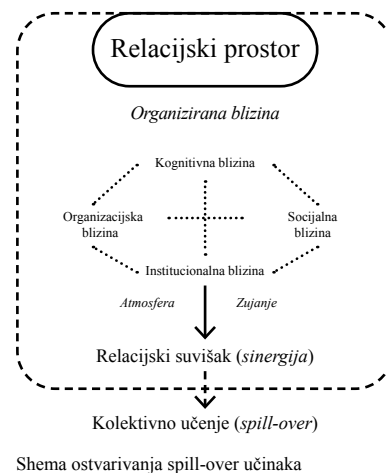 Relacijski prostor
Organizirana blizina
Kognitivna blizina
Organizacijska
blizina
Socijalna
blizina
Institucionalna blizina
Atmosfera
Zujanje
Relacijski suvišak (sinergija)
Kolektivno učenje (spill-over)
Shema ostvarivanja spill-over učinaka